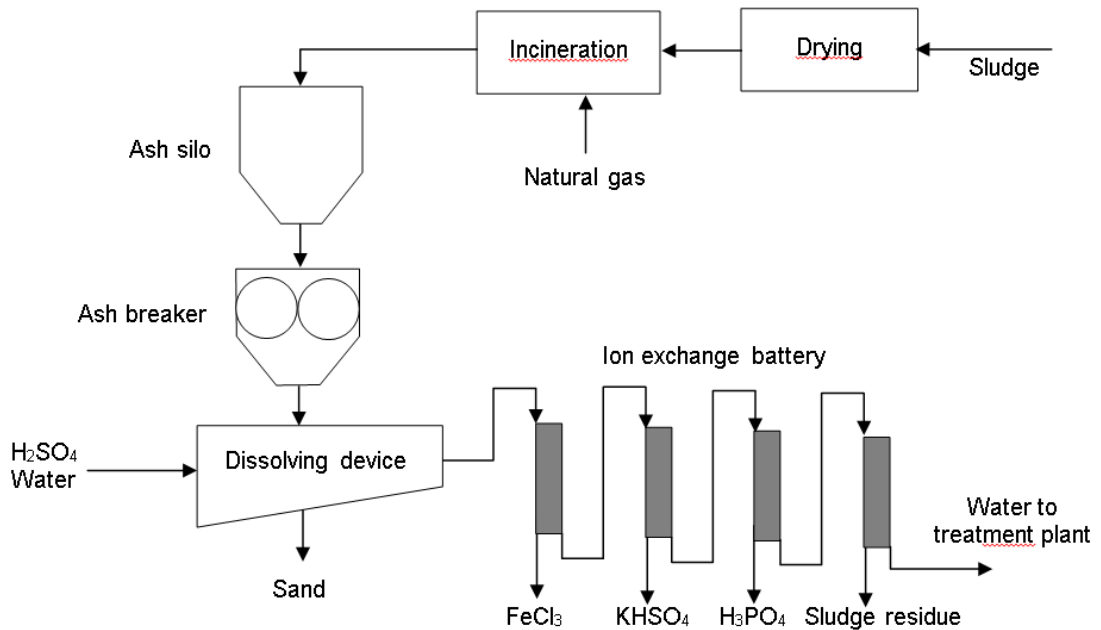 Incineration
Drying
Sludge
Natural gas
Ash silo
Ash breaker
Ion exchange battery
H₂SO₄
Water
Dissolving device
Sand
Water to
treatment plant
FeCl₃
KHSO₄
H₃PO₄
Sludge residue